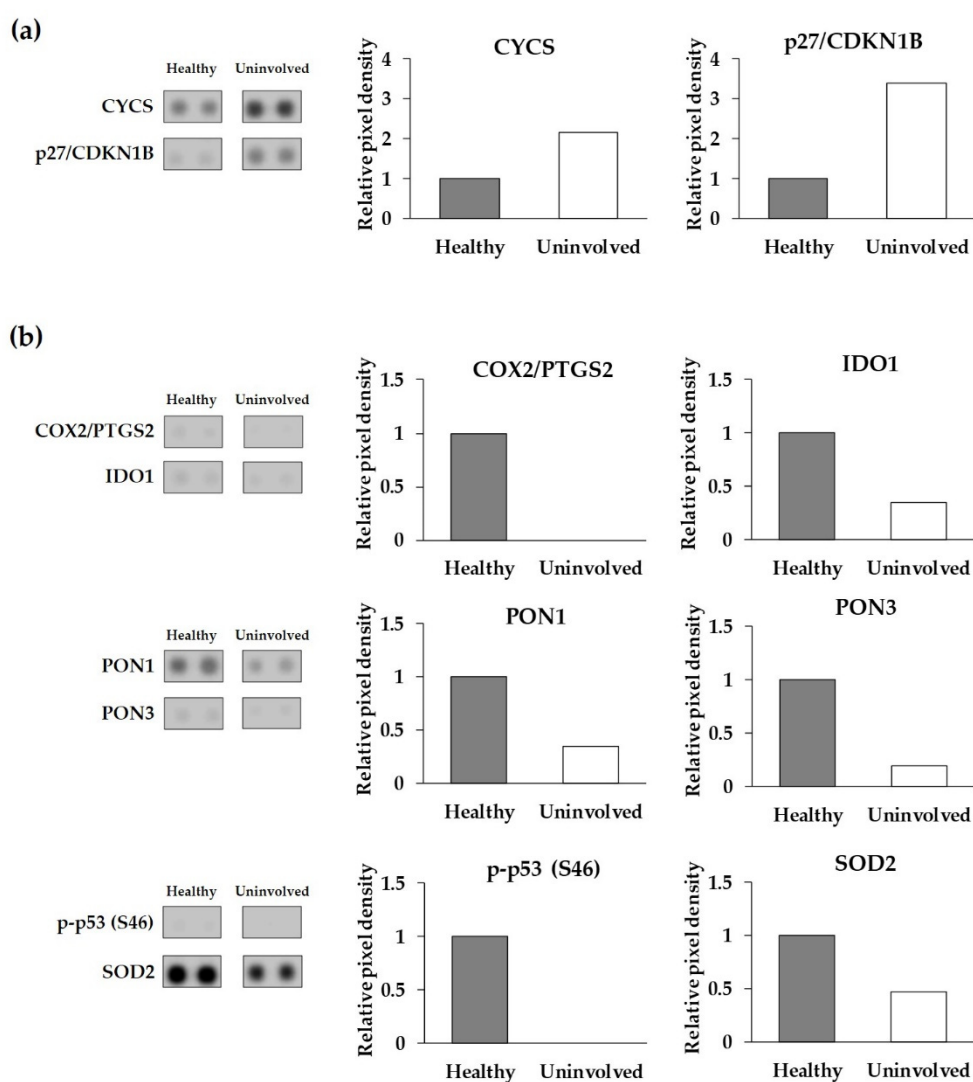 (a)
Healthy Uninvolved
CYCS
p27/CDKN1B
CYCS
Relative pixel density
4
3
2
1
0
Healthy Uninvolved
p27/CDKN1B
Relative pixel density
4
3
2
1
0
Healthy Uninvolved
(b)
Healthy Uninvolved
COX2/PTGS2
IDO1
COX2/PTGS2
Relative pixel density
1.5
1
0.5
0
Healthy Uninvolved
IDO1
Relative pixel density
1.5
1
0.5
0
Healthy Uninvolved
Healthy Uninvolved
PON1
PON3
PON1
Relative pixel density
1.5
1
0.5
0
Healthy Uninvolved
PON3
Relative pixel density
1.5
1
0.5
0
Healthy Uninvolved
Healthy Uninvolved
p-p53 (S46)
SOD2
p-p53 (S46)
Relative pixel density
1.5
1
0.5
0
Healthy Uninvolved
SOD2
Relative pixel density
1.5
1
0.5
0
Healthy Uninvolved